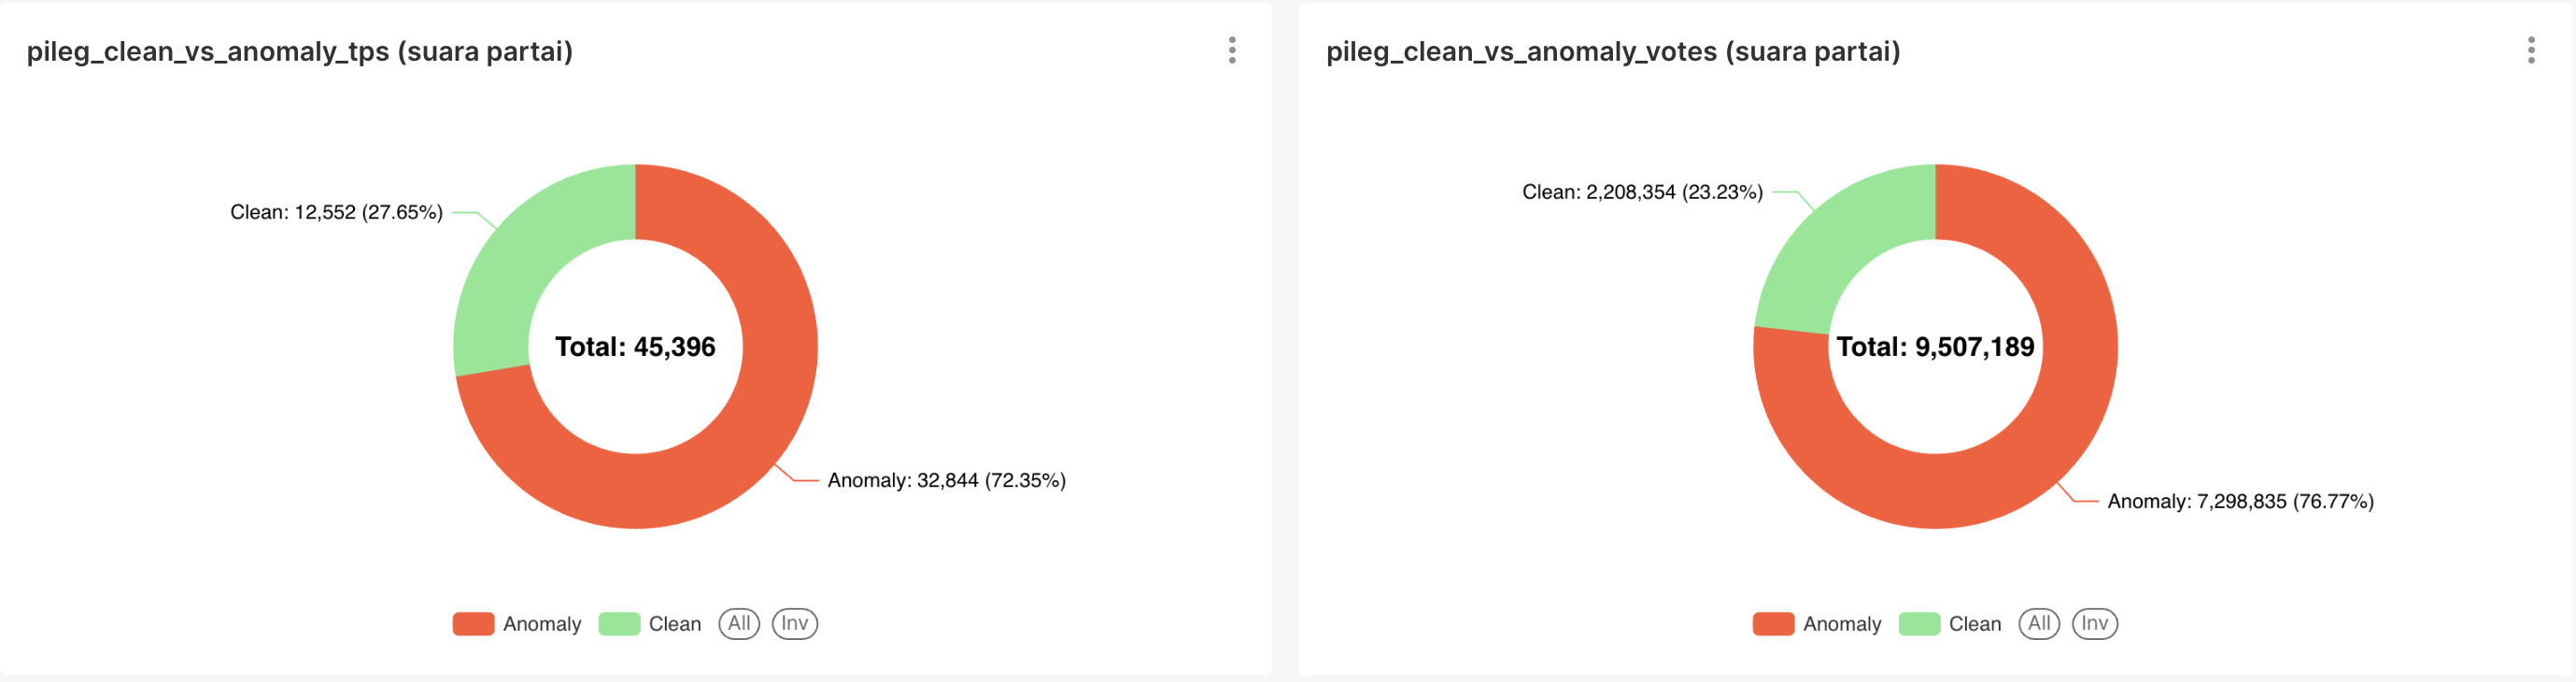 pileg_clean_vs_anomaly_tps (suara partai)
Clean: 12,552 (27.65%)
Total: 45,396
Anomaly: 32,844 (72.35%)
Anomaly Clean All Inv
pileg_clean_vs_anomaly_votes (suara partai)
Clean: 2,208,354 (23.23%)
Total: 9,507,189
Anomaly: 7,298,835 (76.77%)
Anomaly Clean All Inv